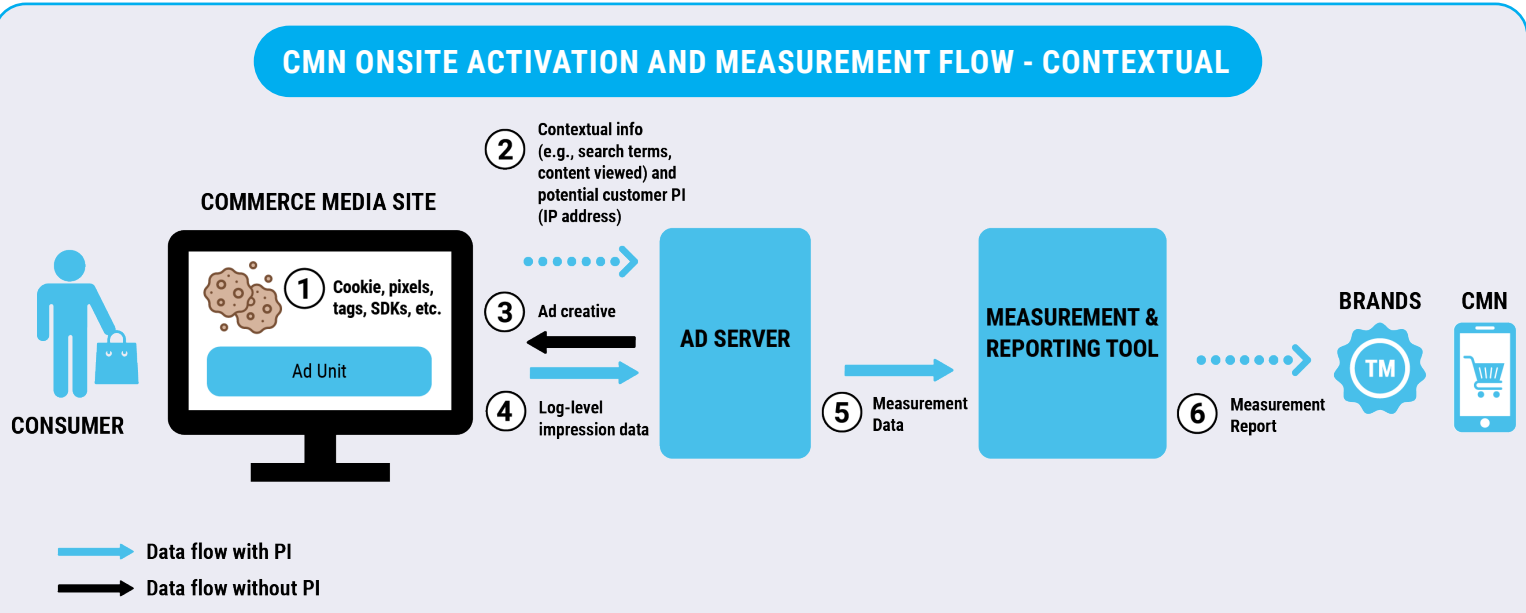 CMN ONSITE ACTIVATION AND MEASUREMENT FLOW - CONTEXTUAL
2
Contextual info
(e.g., search terms,
content viewed) and
potential customer PI
(IP address)
COMMERCE MEDIA SITE
1
Cookie, pixels,
tags, SDKs, etc.
Ad Unit
CONSUMER
3
Ad creative
4
Log-level
impression data
AD SERVER
5
Measurement
Data
MEASUREMENT &
REPORTING TOOL
6
Measurement
Report
BRANDS
TM
CMN
Data flow with PI
Data flow without PI